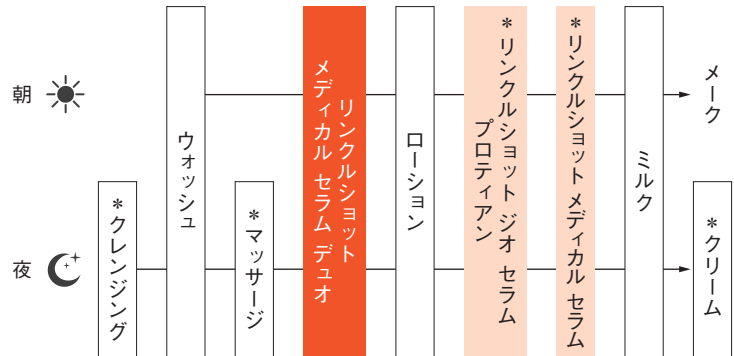 朝
夜
*クレンジング
ウォッシュ
*マッサージ
リンクルショット
メディカル セラム デュオ
ローション
*リンクルショット ジオ セラム
プロティアン
*リンクルショット メディカル セラム
ミルク
メーク
*クリーム